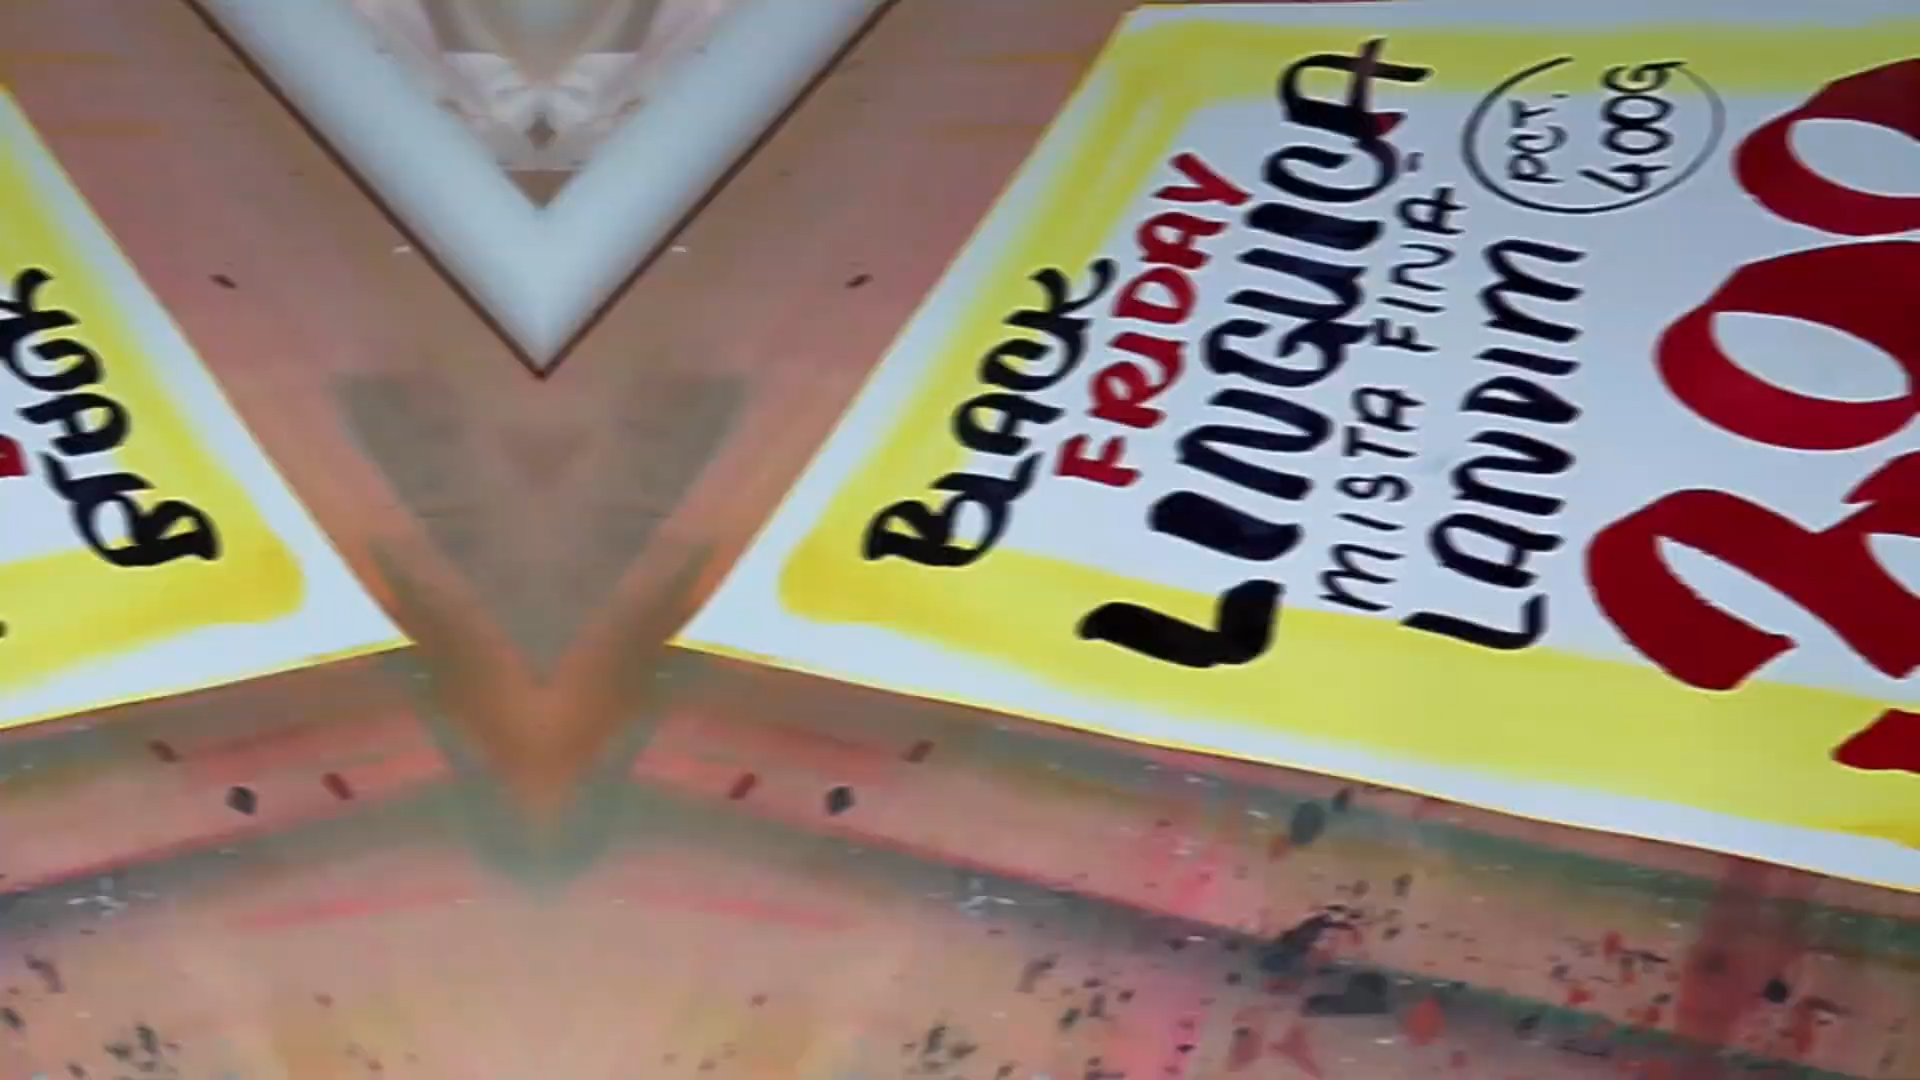 BLACK
FRIDAY
LINGUIÇA
MISTA FINA
LANDIM
PCT.
400G
BLACK